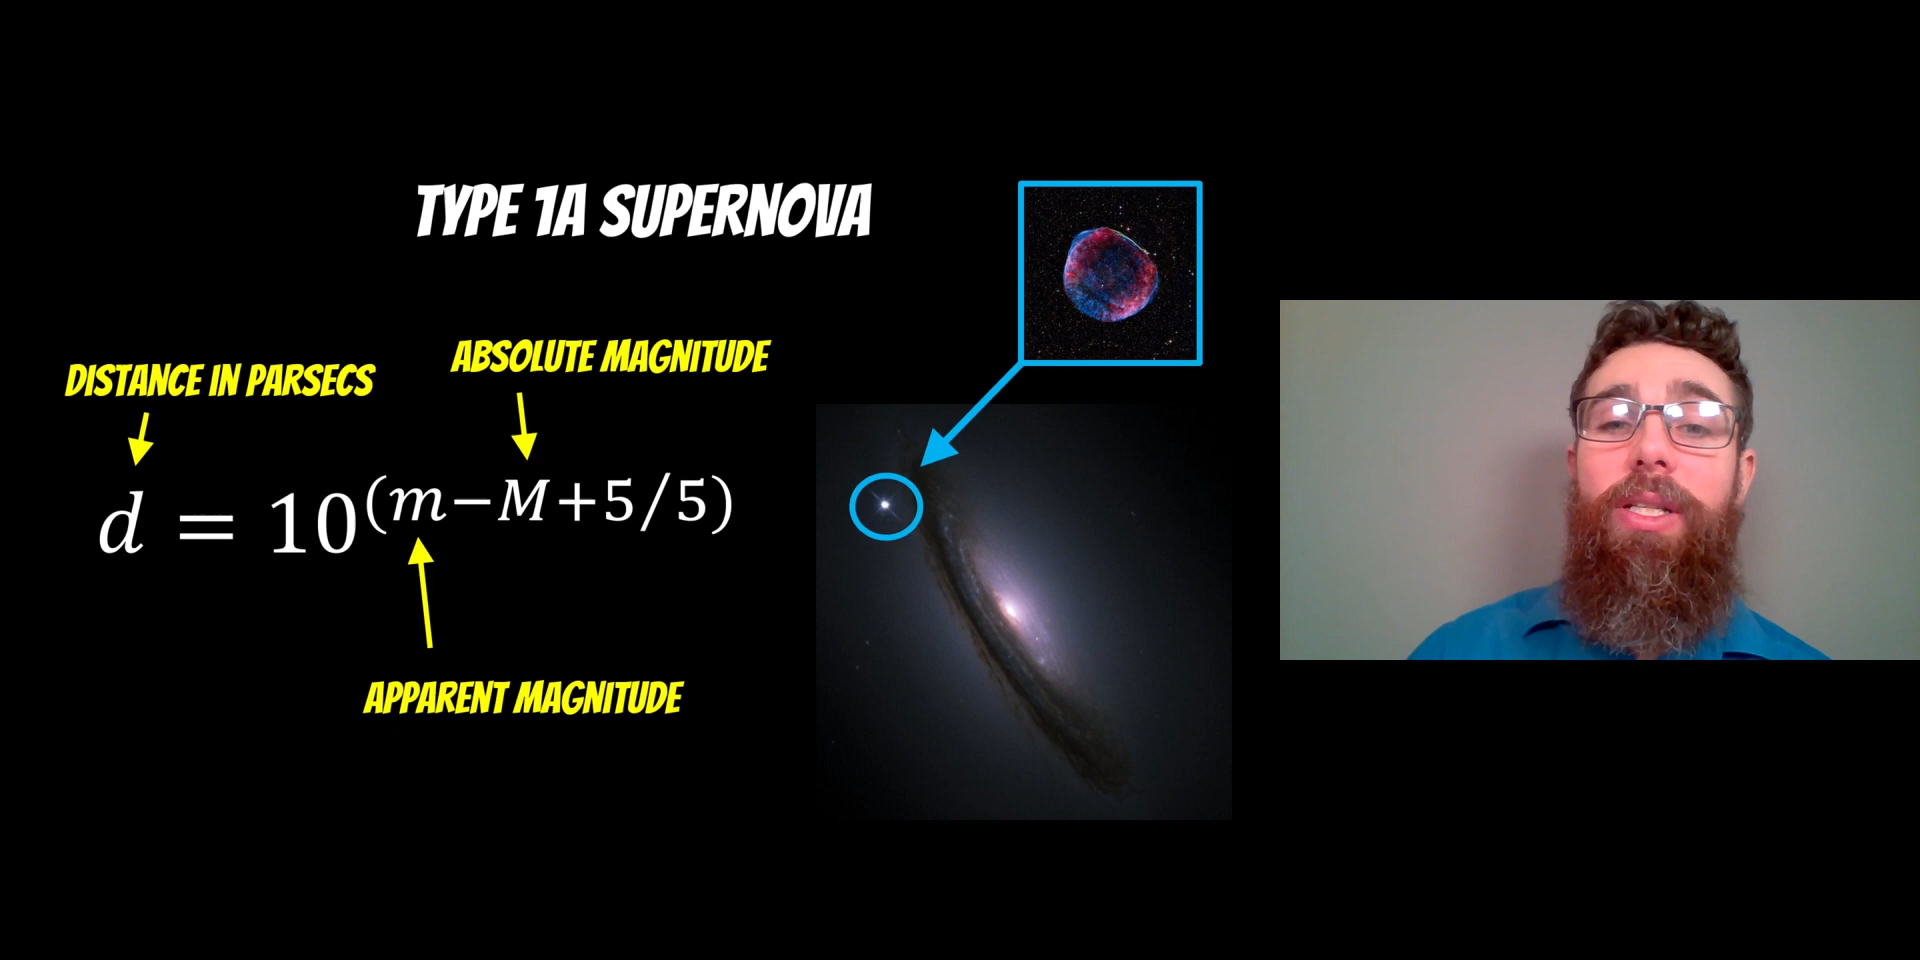 TYPE 1A SUPERNOVA
ABSOLUTE MAGNITUDE
DISTANCE IN PARSECS
d = 10^(m−M+5/5)
APPARENT MAGNITUDE